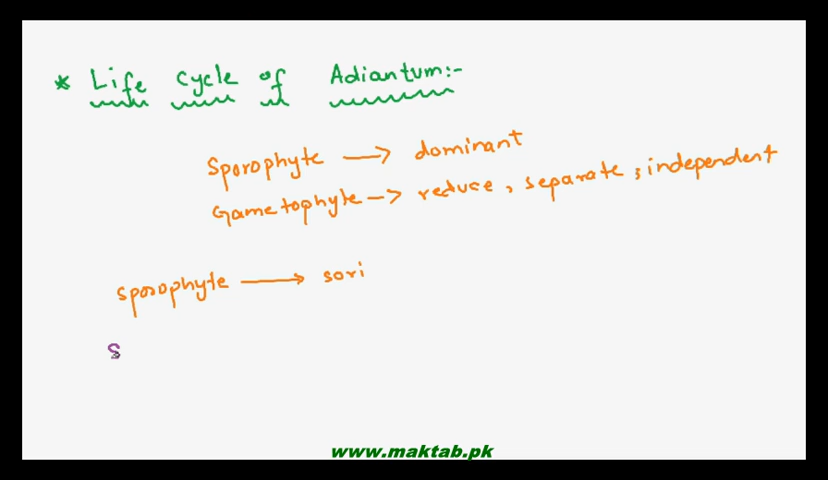 * Life cycle of Adiantum:-
Sporophyte → dominant
Gametophyte → reduce, separate, independent
sporophyte → sori
S
www.maktab.pk